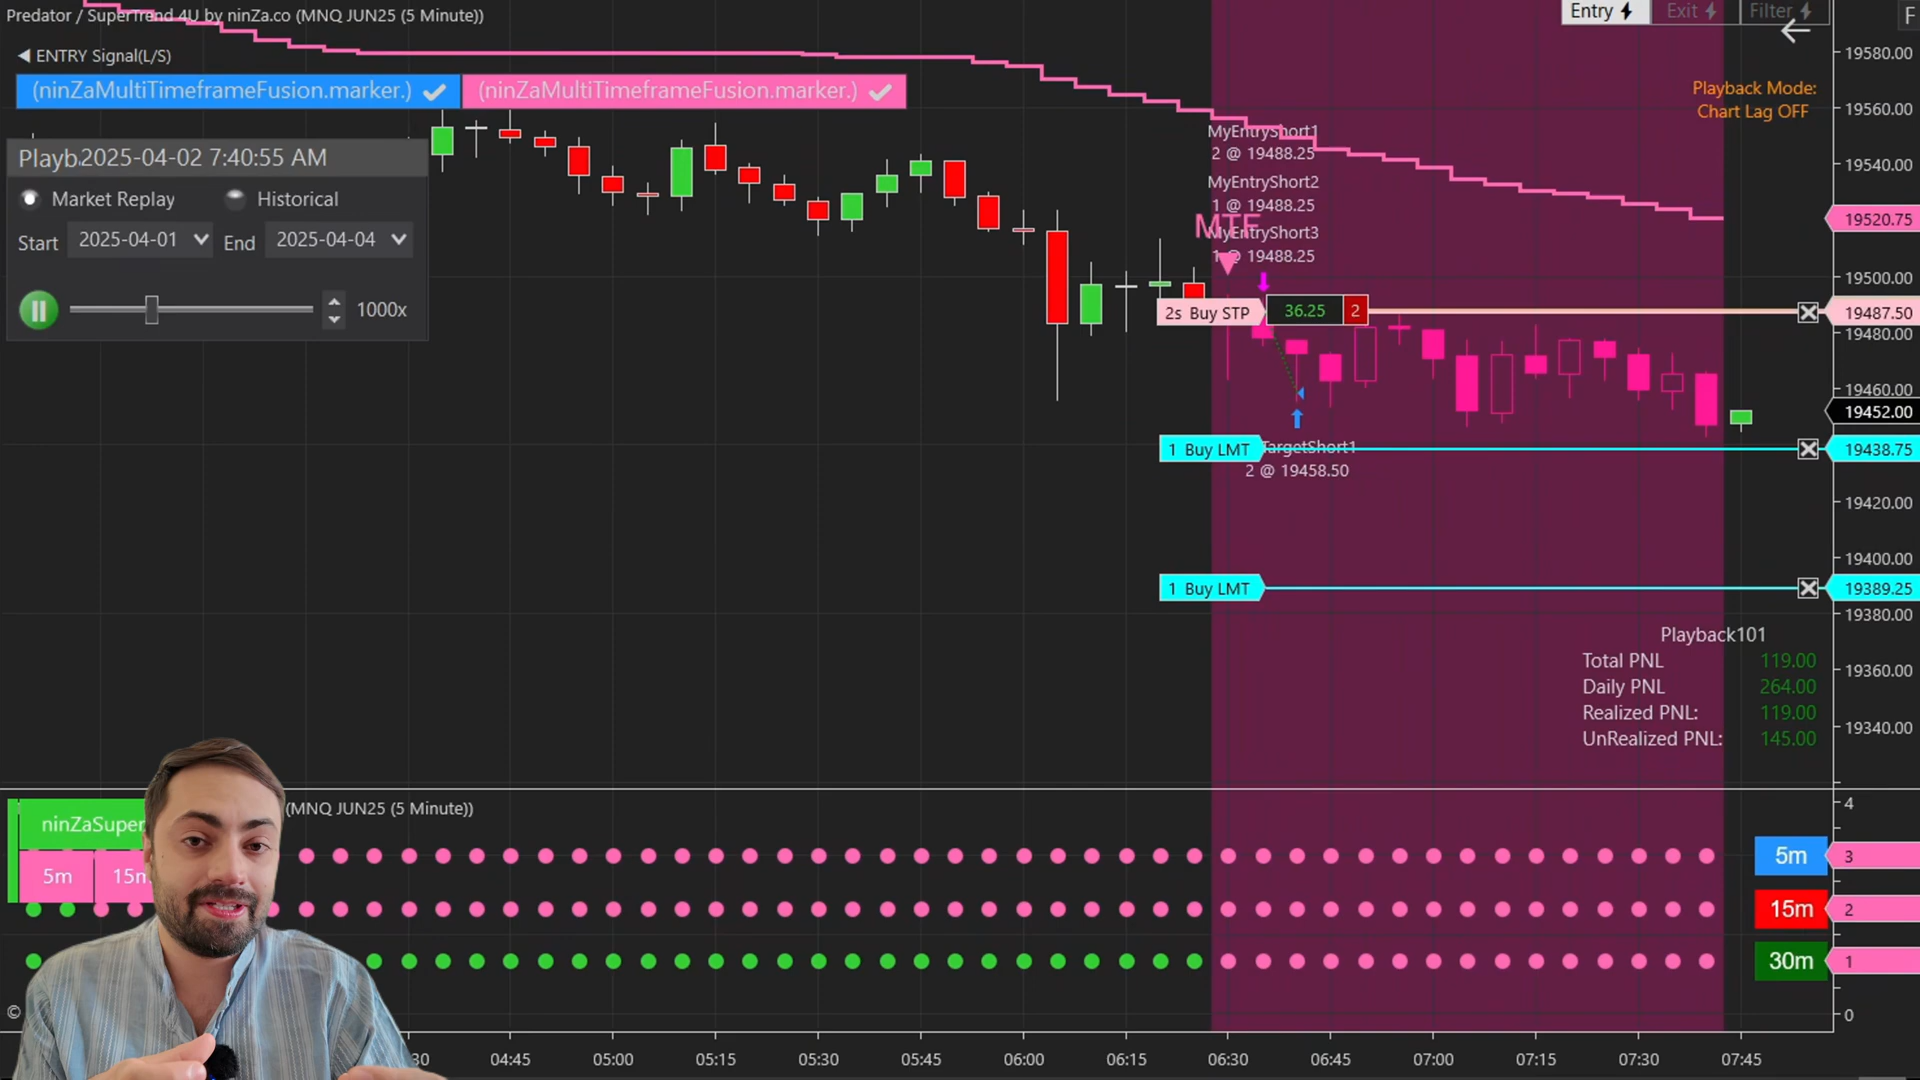 Predator / SuperTrend 4U by ninZa.co (MNQ JUN25 (5 Minute))
Entry
Exit
Filter
F
ENTRY Signal(L/S)
(ninZaMultiTimeframeFusion.marker.)
(ninZaMultiTimeframeFusion.marker.)
Playback Mode:
Chart Lag OFF
2025-04-02 7:40:55 AM
Market Replay
Historical
Start
2025-04-01
End
2025-04-04
1000x
MyEntryShort1
2 @ 19488.25
MyEntryShort2
1 @ 19488.25
MTF
MyEntryShort3
1 @ 19488.25
2s Buy STP
36.25
2
1 Buy LMT
TargetShort1
2 @ 19458.50
1 Buy LMT
19580.00
19560.00
19540.00
19520.75
19500.00
19487.50
19480.00
19460.00
19452.00
19438.75
19420.00
19400.00
19389.25
19380.00
19360.00
19340.00
Playback101
Total PNL 119.00
Daily PNL 264.00
Realized PNL: 119.00
UnRealized PNL: 145.00
(MNQ JUN25 (5 Minute))
5m
4
5m 3
15m 2
30m 1
0
©
04:45 05:00 05:15 05:30 05:45 06:00 06:15 06:30 06:45 07:00 07:15 07:30 07:45